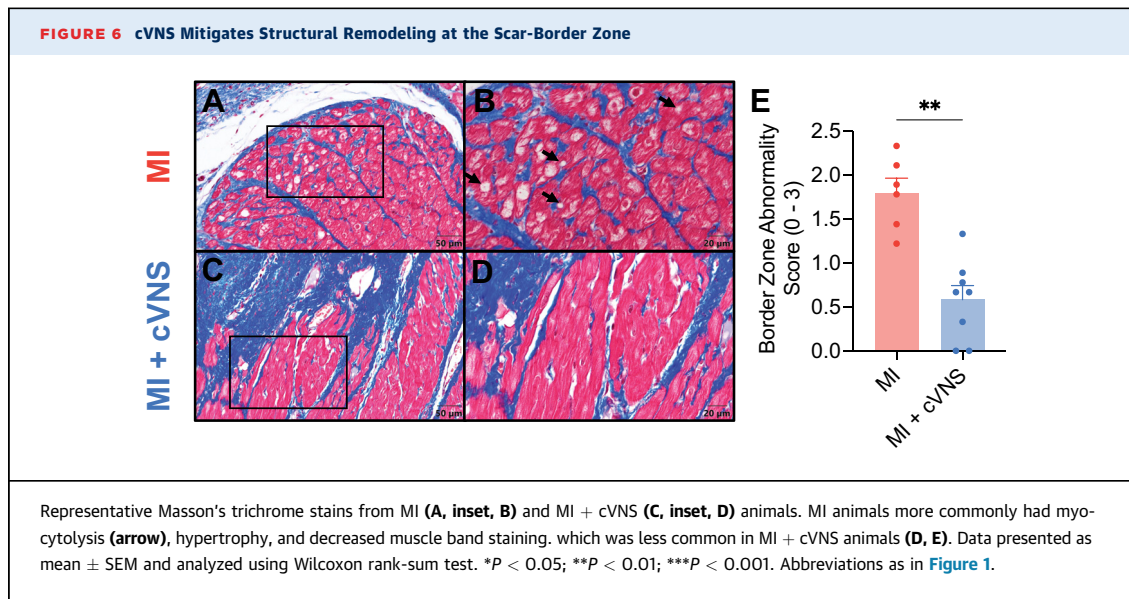 FIGURE 6 cVNS Mitigates Structural Remodeling at the Scar-Border Zone
MI
MI + cVNS
A
50 µm
B
20 µm
C
50 µm
D
20 µm
E
**
Border Zone Abnormality
Score (0 - 3)
2.5
2.0
1.5
1.0
0.5
0.0
MI
MI + cVNS
Representative Masson's trichrome stains from MI (A, inset, B) and MI + cVNS (C, inset, D) animals. MI animals more commonly had myo-
cytolysis (arrow), hypertrophy, and decreased muscle band staining. which was less common in MI + cVNS animals (D, E). Data presented as
mean ± SEM and analyzed using Wilcoxon rank-sum test. *P < 0.05; **P < 0.01; ***P < 0.001. Abbreviations as in Figure 1.